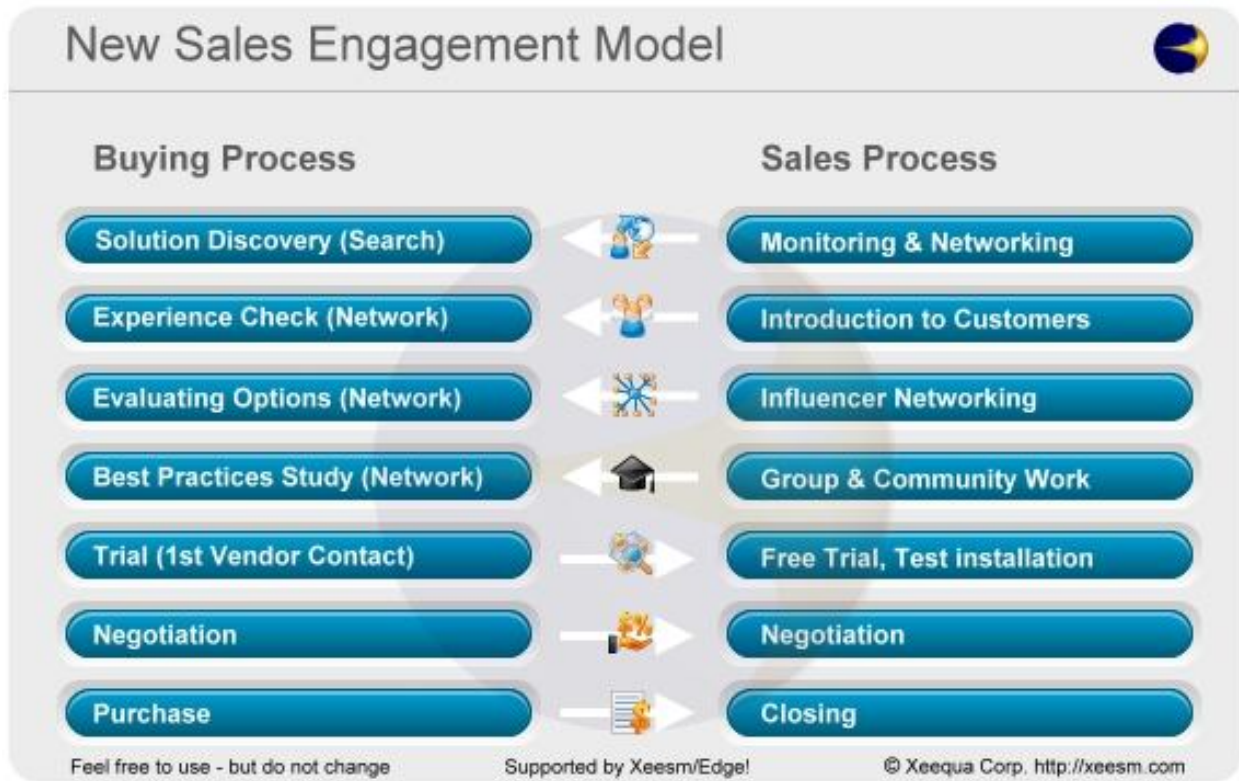 New Sales Engagement Model
Buying Process
Sales Process
Solution Discovery (Search)
Monitoring & Networking
Experience Check (Network)
Introduction to Customers
Evaluating Options (Network)
Influencer Networking
Best Practices Study (Network)
Group & Community Work
Trial (1st Vendor Contact)
Free Trial, Test installation
Negotiation
Negotiation
Purchase
Closing
Feel free to use - but do not change
Supported by Xeesm/Edge!
© Xeequa Corp. http://xeesm.com